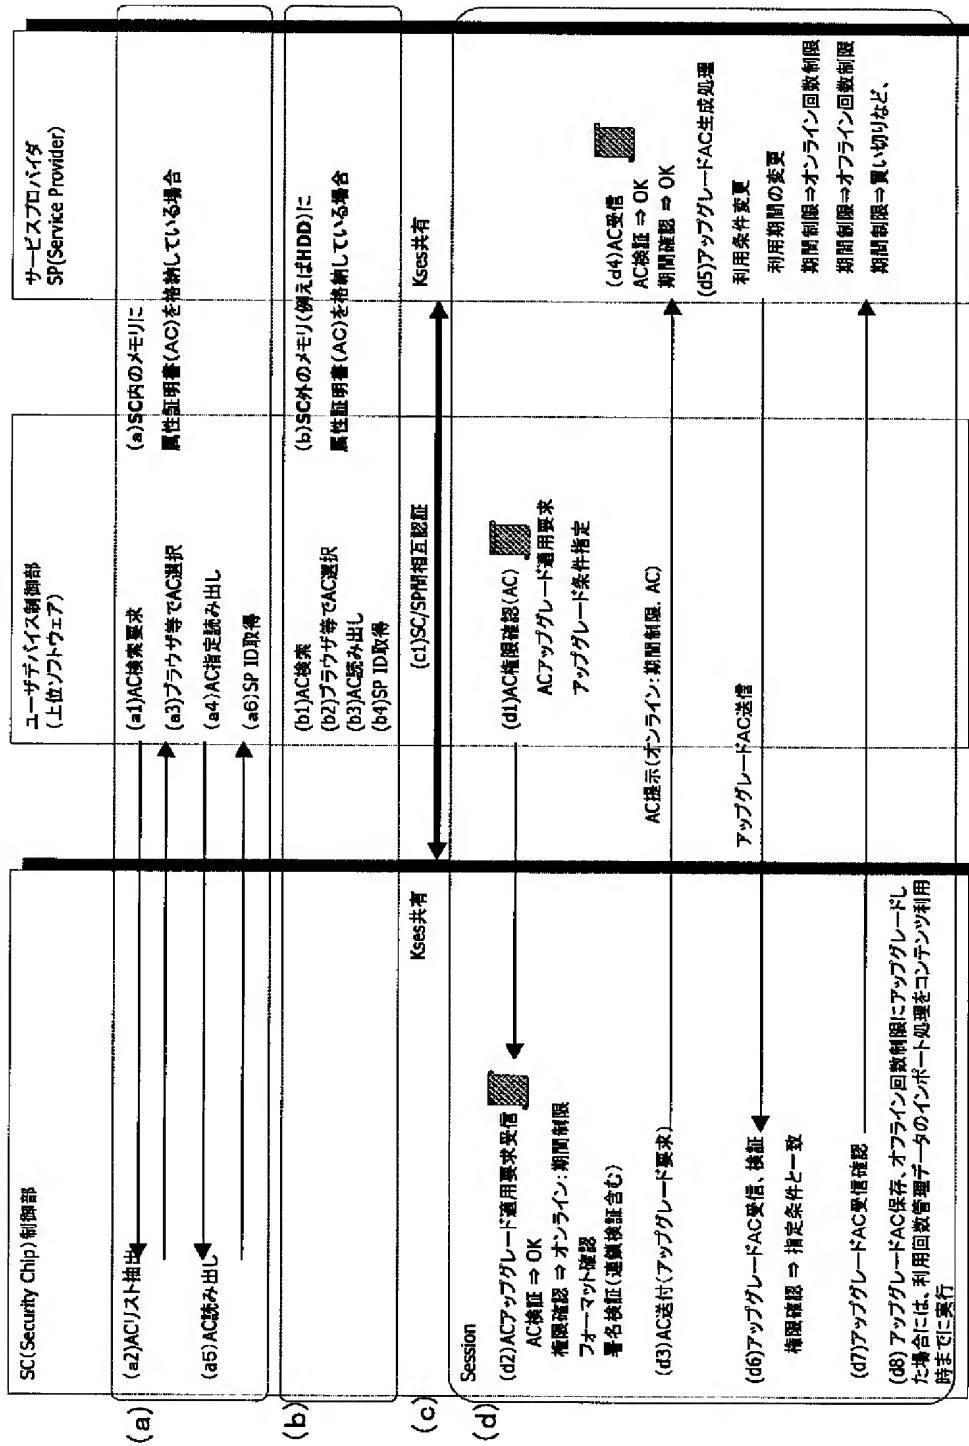 SC(Security Chip)制御部
ユーザデバイス制御部
(上位ソフトウェア)
サービスプロバイダ
SP(Service Provider)
(a)
(a1)AC検索要求
(a2)ACリスト抽出
(a3)ブラウザ等でAC選択
(a4)AC指定読み出し
(a5)AC読み出し
(a6)SP ID取得
(a)SC内のメモリに
属性証明書(AC)を格納している場合
(b)
(b1)AC検索
(b2)ブラウザ等でAC選択
(b3)AC読み出し
(b4)SP ID取得
(b)SC外のメモリ(例えばHDD)に
属性証明書(AC)を格納している場合
(c)
Kses共有
(c1)SC/SP間相互認証
Kses共有
(d)
Session
(d1)AC権限確認(AC)
ACアップグレード適用要求
アップグレード条件指定
(d2)ACアップグレード適用要求受信
AC検証⇒OK
権限確認⇒オンライン:期間制限
フォーマット確認
署名検証(連鎖検証含む)
(d3)AC送付(アップグレード要求)
AC提示(オンライン:期間制限、AC)
(d4)AC受信
AC検証⇒OK
期間確認⇒OK
(d5)アップグレードAC生成処理
利用条件変更
利用期間の変更
期間制限⇒オンライン回数制限
期間制限⇒オフライン回数制限
期間制限⇒買い切りなど、
アップグレードAC送信
(d6)アップグレードAC受信、検証
権限確認⇒指定条件と一致
(d7)アップグレードAC受信確認
(d8)アップグレードAC保存、オフライン回数制限にアップグレードし
た場合には、利用回数管理データのインポート処理をコンテンツ利用
時までに実行